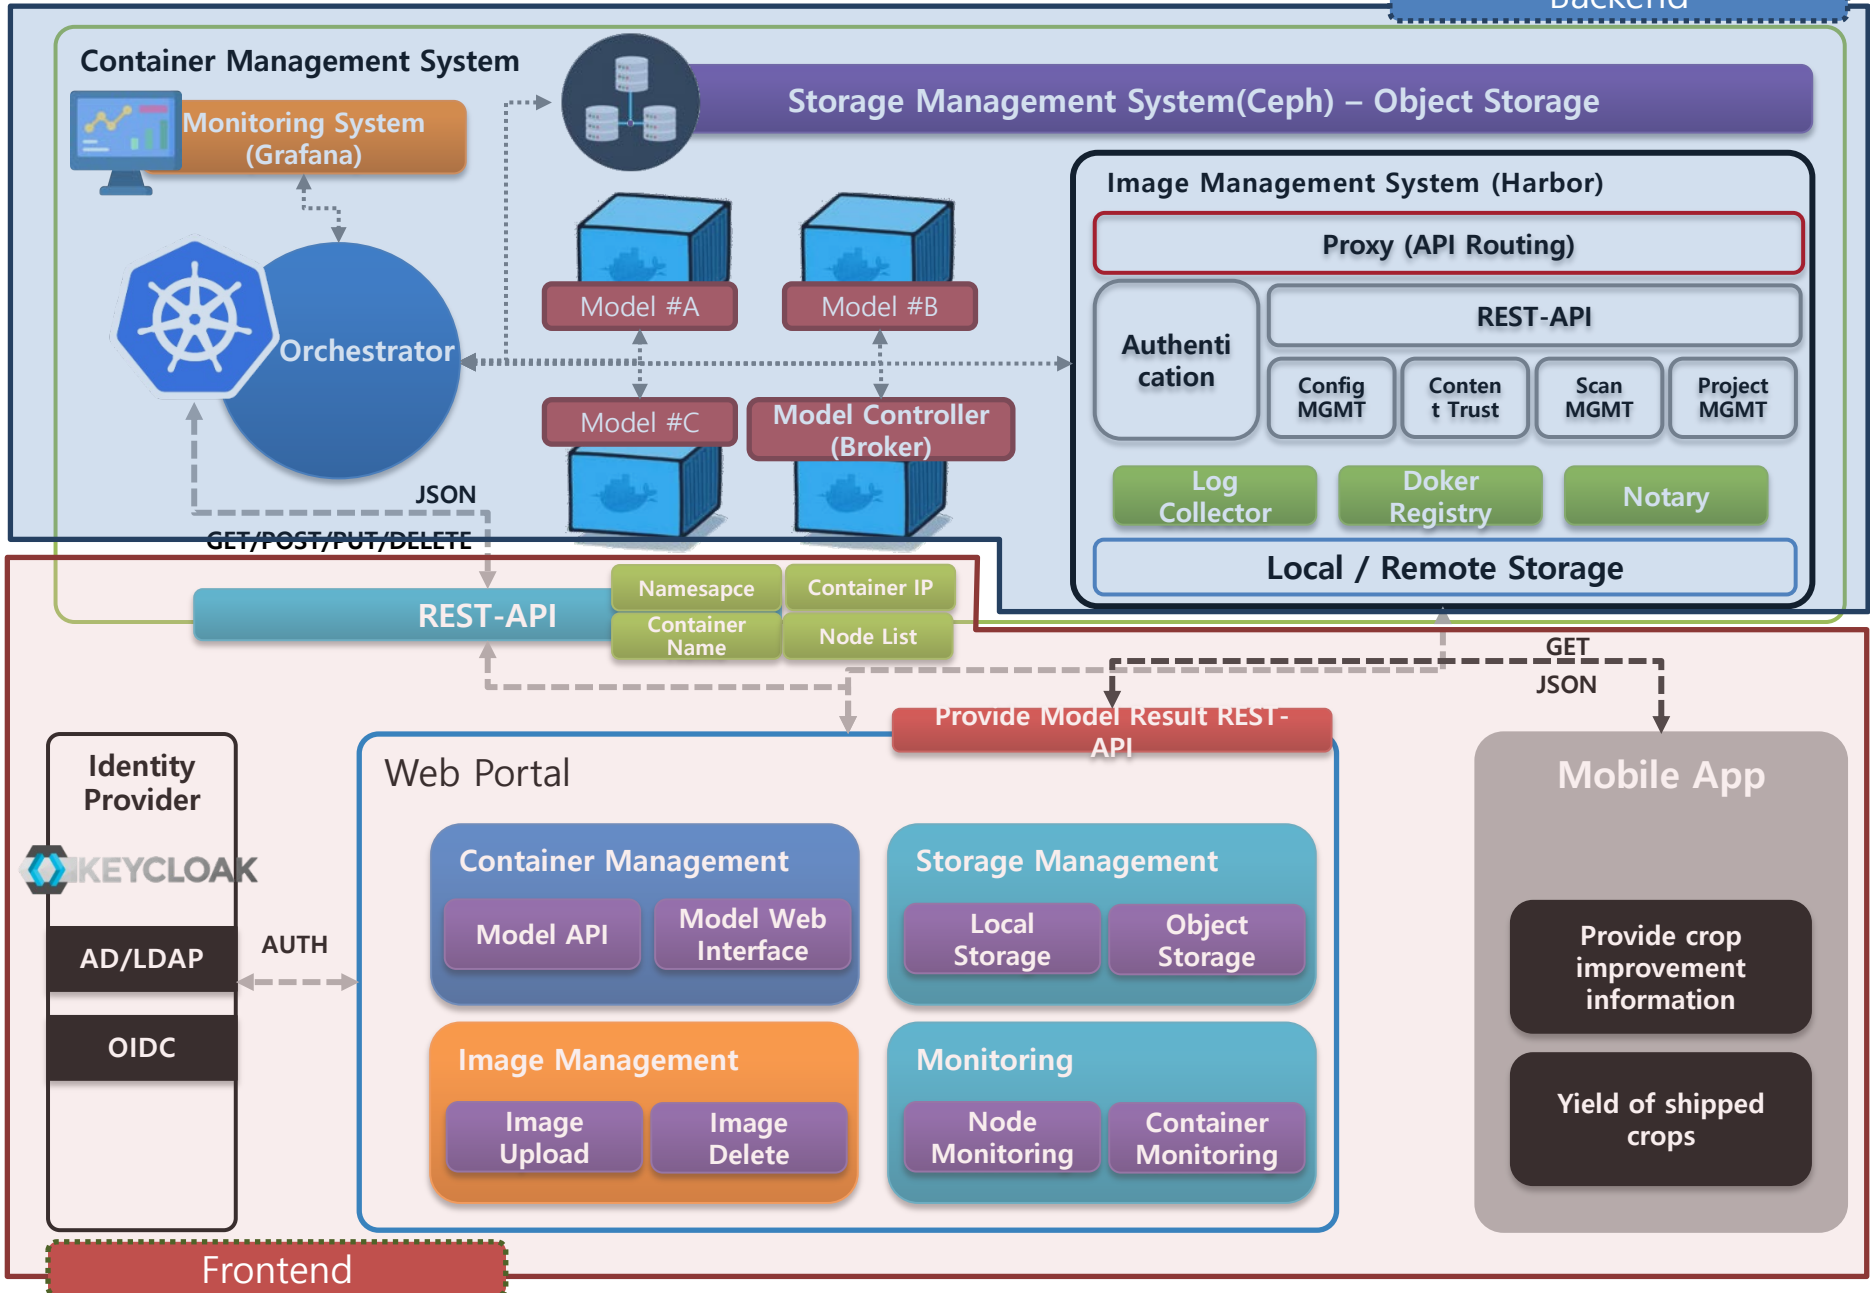 Backend
Container Management System
Storage Management System(Ceph) – Object Storage
Monitoring System
(Grafana)
Image Management System (Harbor)
Proxy (API Routing)
Model #A
Model #B
REST-API
Authenti
cation
Orchestrator
Config
MGMT
Conten
t Trust
Scan
MGMT
Project
MGMT
Model #C
Model Controller
(Broker)
JSON
GET/POST/PUT/DELETE
Log
Collector
Doker
Registry
Notary
Local / Remote Storage
REST-API
Namesapce
Container IP
Container
Name
Node List
GET
JSON
Provide Model Result REST-
API
Identity
Provider
KEYCLOAK
AD/LDAP
OIDC
AUTH
Web Portal
Container Management
Model API
Model Web
Interface
Storage Management
Local
Storage
Object
Storage
Image Management
Image
Upload
Image
Delete
Monitoring
Node
Monitoring
Container
Monitoring
Mobile App
Provide crop
improvement
information
Yield of shipped
crops
Frontend